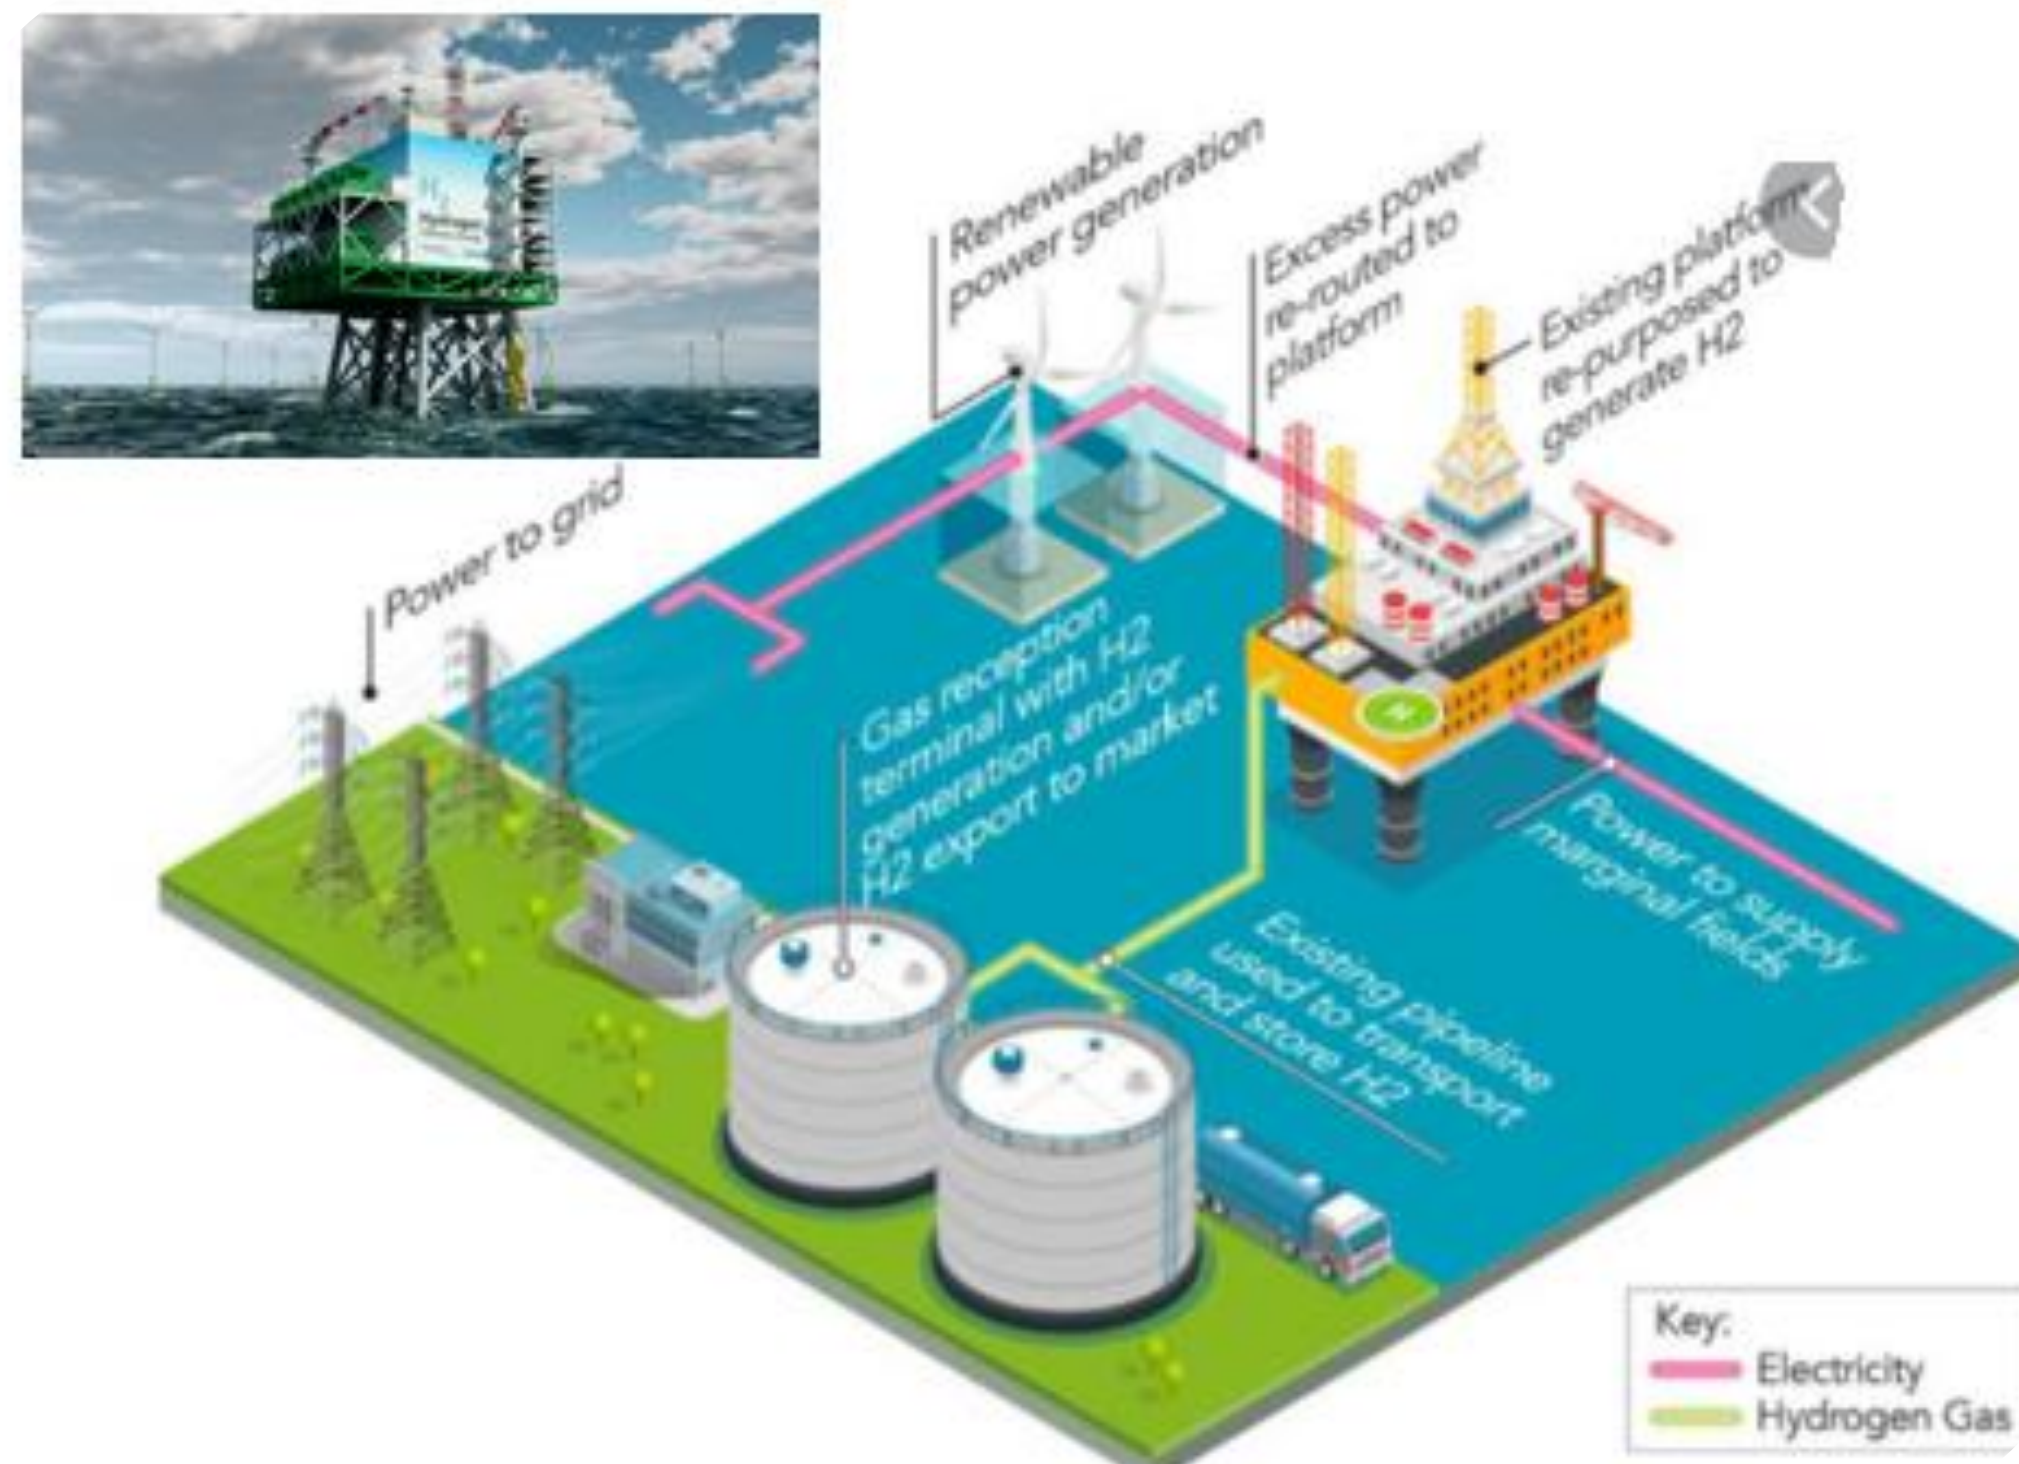 Hydrogen
Renewable
power generation
Excess power
re-routed to
platform
Existing platform
re-purposed to
generate H2
Power to grid
Gas reception
terminal with H2
generation and/or
H2 export to market
Power to supply
marginal fields
Existing pipeline
used to transport
and store H2
Key:
Electricity
Hydrogen Gas